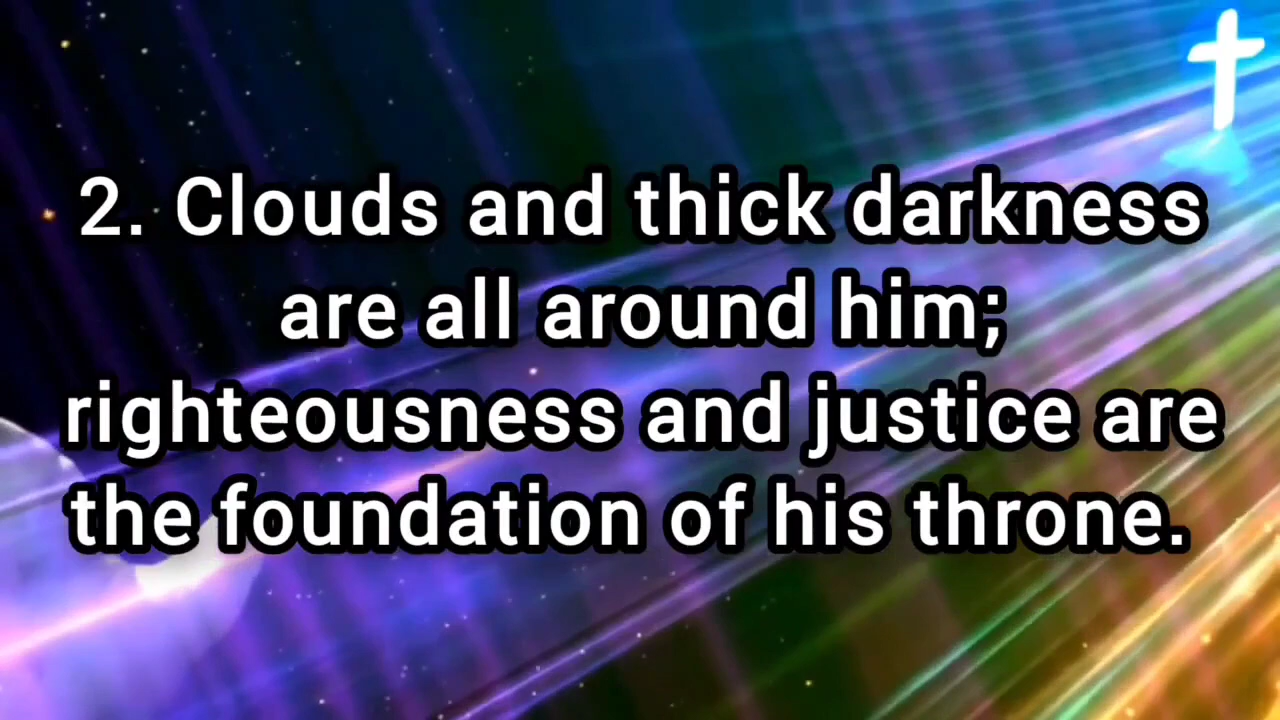 2. Clouds and thick darkness
are all around him;
righteousness and justice are
the foundation of his throne.